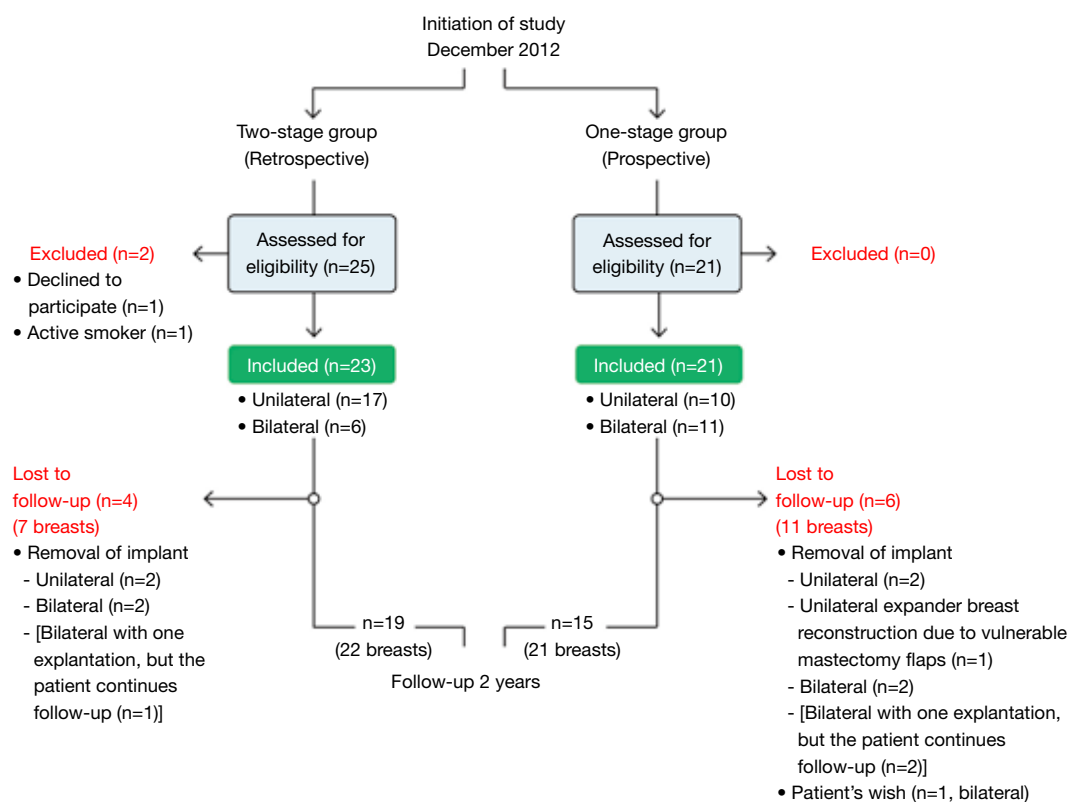 Initiation of study
December 2012
Two-stage group
(Retrospective)
One-stage group
(Prospective)
Assessed for
eligibility (n=25)
Excluded (n=2)
• Declined to
participate (n=1)
• Active smoker (n=1)
Assessed for
eligibility (n=21)
Excluded (n=0)
Included (n=23)
• Unilateral (n=17)
• Bilateral (n=6)
Included (n=21)
• Unilateral (n=10)
• Bilateral (n=11)
Lost to
follow-up (n=4)
(7 breasts)
• Removal of implant
- Unilateral (n=2)
- Bilateral (n=2)
- [Bilateral with one
explantation, but the
patient continues
follow-up (n=1)]
Lost to
follow-up (n=6)
(11 breasts)
• Removal of implant
- Unilateral (n=2)
- Unilateral expander breast
reconstruction due to vulnerable
mastectomy flaps (n=1)
- Bilateral (n=2)
- [Bilateral with one explantation,
but the patient continues
follow-up (n=2)]
• Patient's wish (n=1, bilateral)
n=19
(22 breasts)
n=15
(21 breasts)
Follow-up 2 years